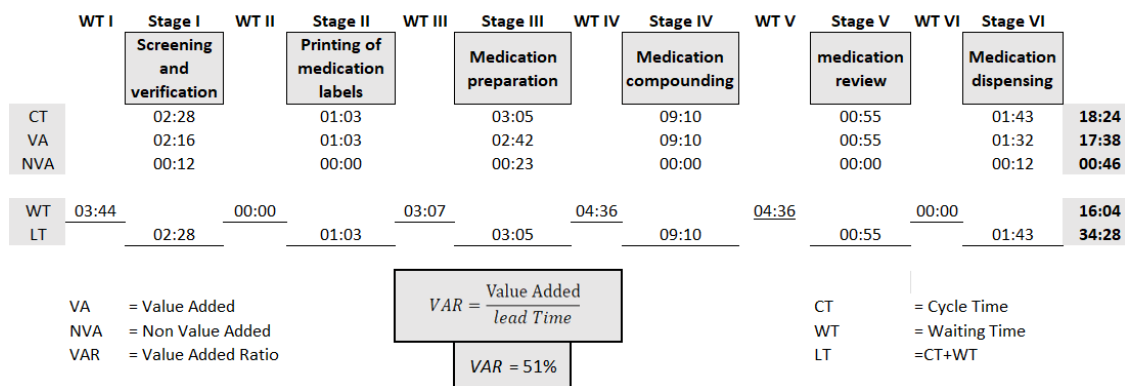 WT I Stage I WT II Stage II WT III Stage III WT IV Stage IV WT V Stage V WT VI Stage VI
Screening and verification
Printing of medication labels
Medication preparation
Medication compounding
medication review
Medication dispensing
CT 02:28 01:03 03:05 09:10 00:55 01:43 18:24
VA 02:16 01:03 02:42 09:10 00:55 01:32 17:38
NVA 00:12 00:00 00:23 00:00 00:00 00:12 00:46
WT 03:44 00:00 03:07 04:36 04:36 00:00 16:04
LT 02:28 01:03 03:05 09:10 00:55 01:43 34:28
VA = Value Added
NVA = Non Value Added
VAR = Value Added Ratio
VAR = Value Added / lead Time
VAR = 51%
CT = Cycle Time
WT = Waiting Time
LT =CT+WT